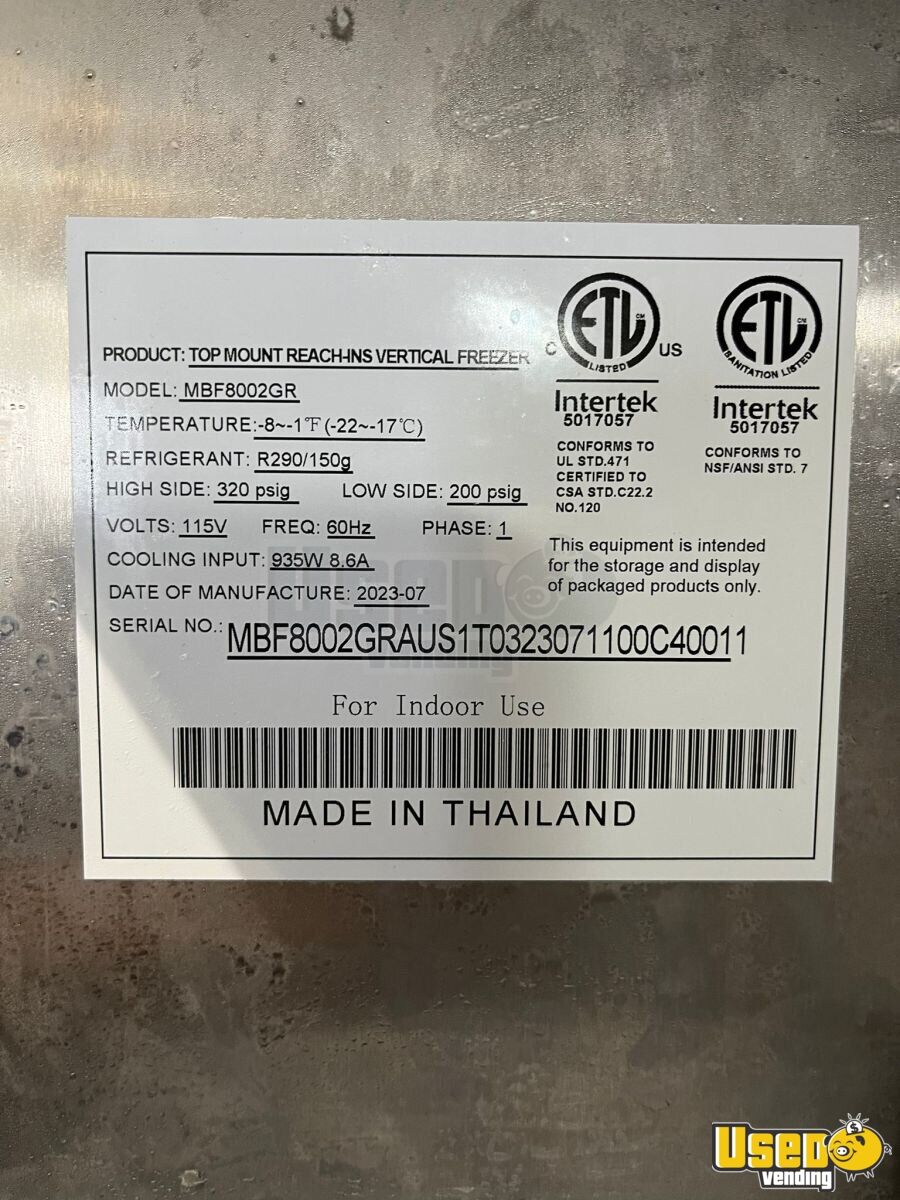 PRODUCT: TOP MOUNT REACH-INS VERTICAL FREEZER
MODEL: MBF8002GR
TEMPERATURE:-8~-1°F(-22~-17℃)
REFRIGERANT: R290/150g
HIGH SIDE: 320 psig LOW SIDE: 200 psig
VOLTS: 115V FREQ: 60Hz PHASE: 1
COOLING INPUT: 935W 8.6A
DATE OF MANUFACTURE: 2023-07
SERIAL NO.: MBF8002GRAUS1T0323071100C40011
C ETL CM US
LISTED
Intertek
5017057
CONFORMS TO
UL STD.471
CERTIFIED TO
CSA STD.C22.2
NO.120
ETL CM
SANITATION LISTED
Intertek
5017057
CONFORMS TO
NSF/ANSI STD. 7
This equipment is intended
for the storage and display
of packaged products only.
For Indoor Use
MADE IN THAILAND
USED
vending
USED
vending